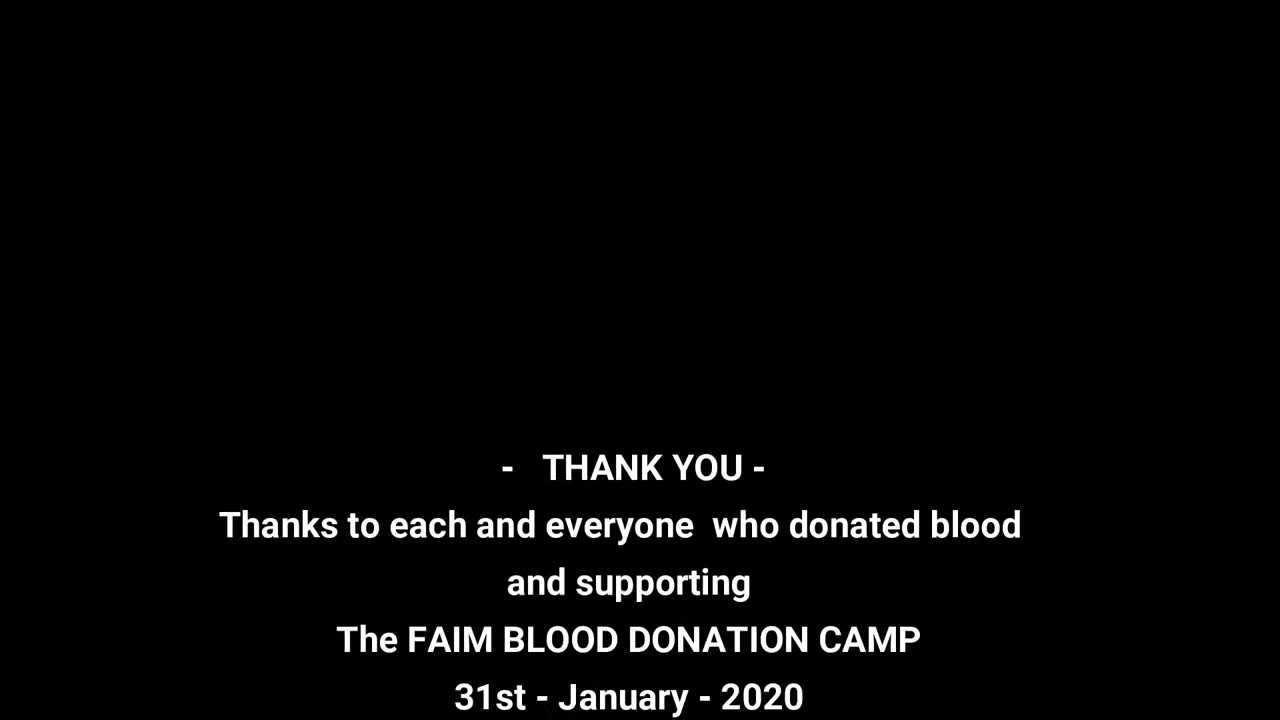 - THANK YOU -
Thanks to each and everyone who donated blood
and supporting
The FAIM BLOOD DONATION CAMP
31st - January - 2020